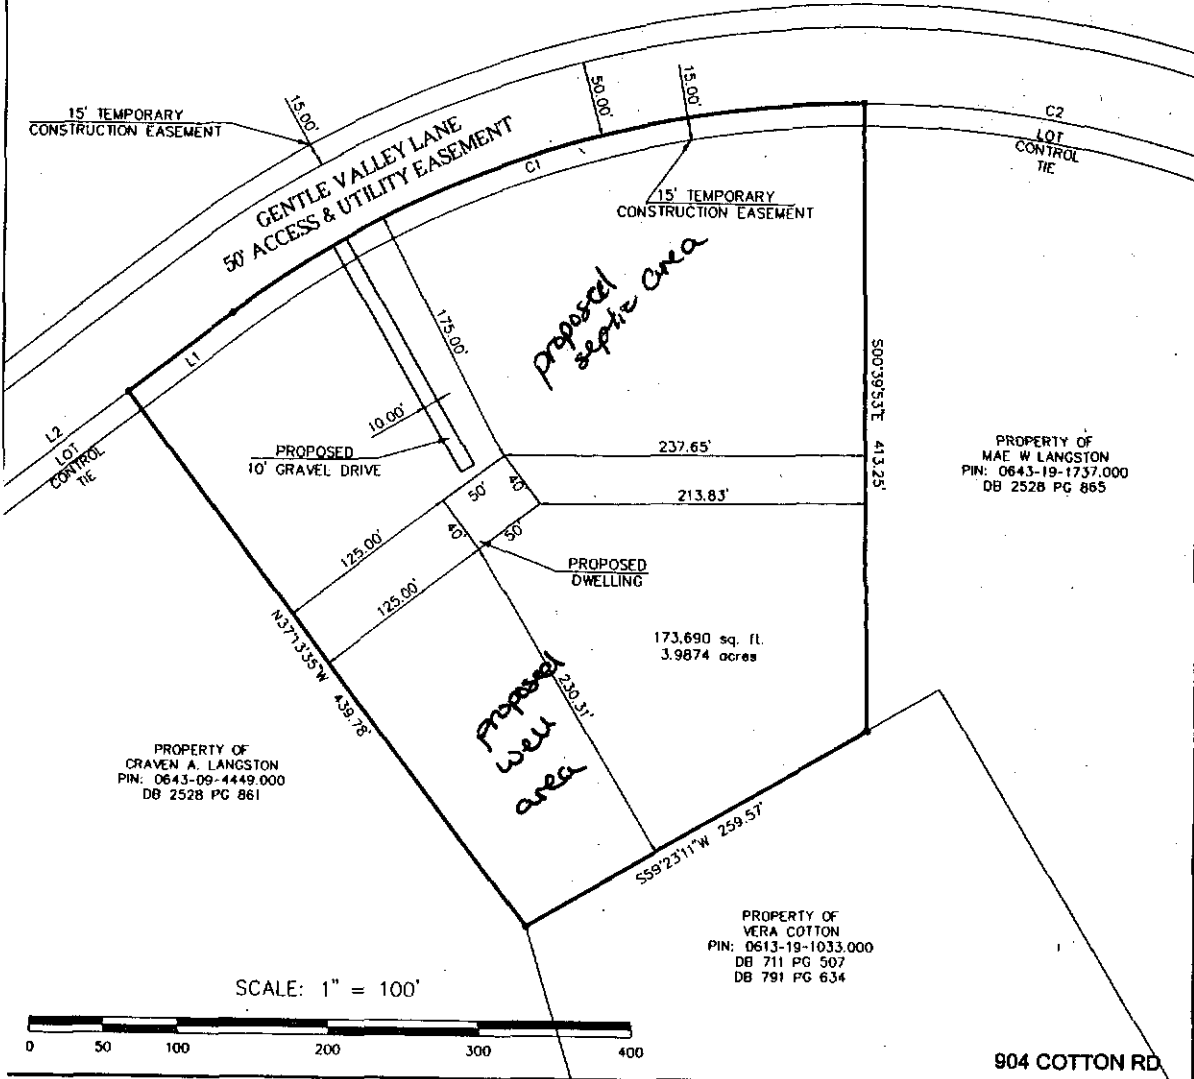 15' TEMPORARY
CONSTRUCTION EASEMENT
15.00'
GENTLE VALLEY LANE
50' ACCESS & UTILITY EASEMENT
50.00'
15.00'
C1
C2
LOT
CONTROL
TIE
15' TEMPORARY
CONSTRUCTION EASEMENT
proposed
septic area
L1
L2
LOT
CONTROL
TIE
175.00'
10.00'
PROPOSED
10' GRAVEL DRIVE
S00°39'53"E 413.25'
237.65'
213.83'
50'
40'
40'
50'
125.00'
125.00'
PROPOSED
DWELLING
PROPERTY OF
MAE W LANGSTON
PIN: 0643-19-1737.000
DB 2528 PG 865
173,690 sq. ft.
3.9874 acres
N37°13'35"W 439.78'
proposed
well
area
230.31'
PROPERTY OF
CRAVEN A. LANGSTON
PIN: 0643-09-4449.000
DB 2528 PG 861
S59°23'11"W 259.57'
PROPERTY OF
VERA COTTON
PIN: 0613-19-1033.000
DB 711 PG 507
DB 791 PG 634
SCALE: 1" = 100'
0 50 100 200 300 400
904 COTTON RD